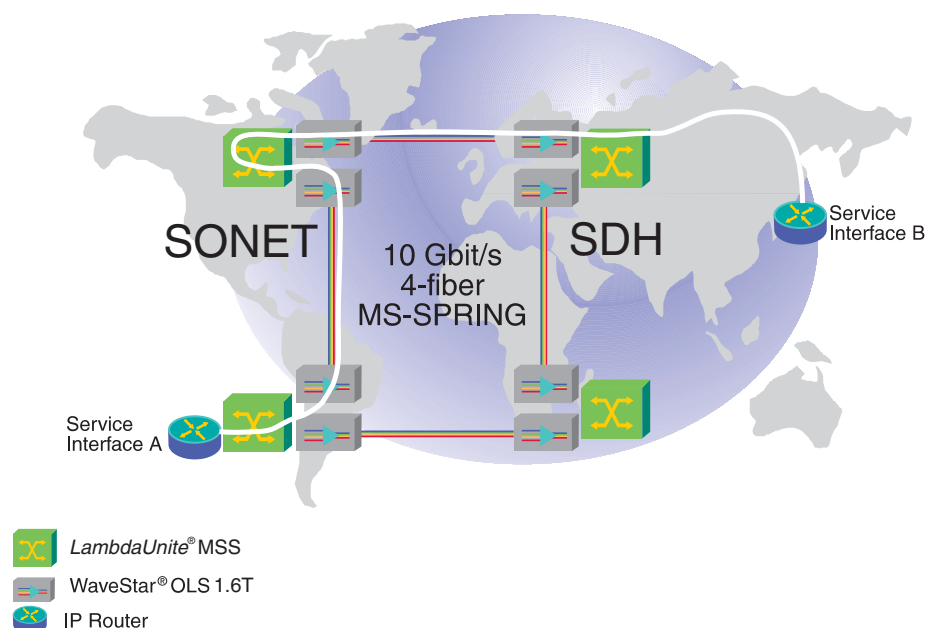 SONET
SDH
10 Gbit/s
4-fiber
MS-SPRING
Service
Interface B
Service
Interface A
LambdaUnite® MSS
WaveStar® OLS 1.6T
IP Router